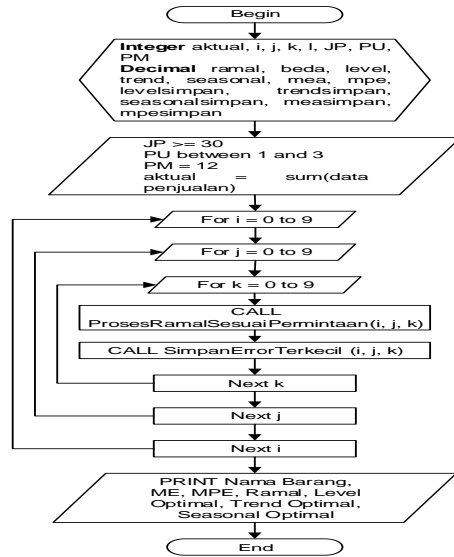 Begin
Integer aktual, i, j, k, l, JP, PU,
PM
Decimal ramal, beda, level,
trend, seasonal, mea, mpe,
levelsimpan, trendsimpan,
seasonalsimpan, measimpan,
mpesimpan
JP >= 30
PU between 1 and 3
PM = 12
aktual = sum(data
penjualan)
For i = 0 to 9
For j = 0 to 9
For k = 0 to 9
CALL
ProsesRamalSesuaiPermintaan(i, j, k)
CALL SimpanErrorTerkecil (i, j, k)
Next k
Next j
Next i
PRINT Nama Barang,
ME, MPE, Ramal, Level
Optimal, Trend Optimal,
Seasonal Optimal
End